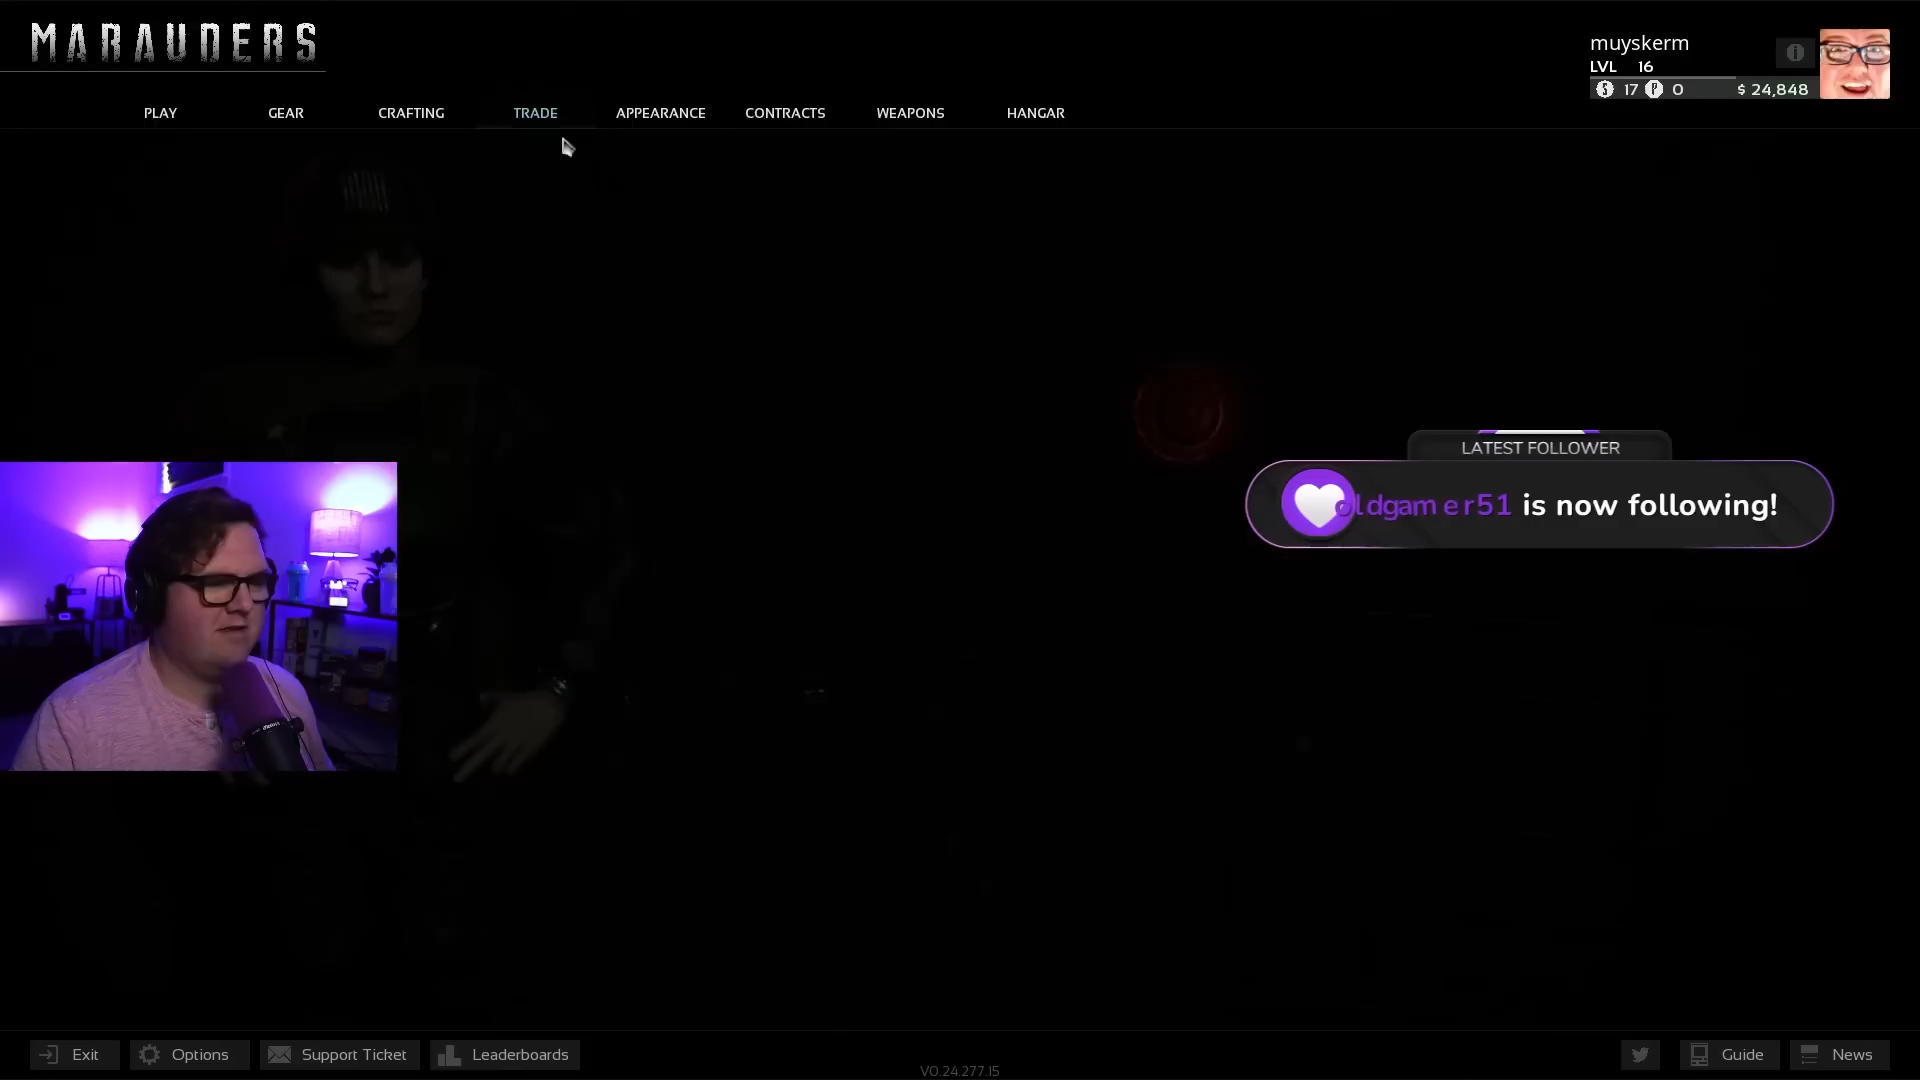 MARAUDERS
muyskerm
LVL 16
17 0 $ 24,848
PLAY GEAR CRAFTING TRADE APPEARANCE CONTRACTS WEAPONS HANGAR
LATEST FOLLOWER
oldgamer51 is now following!
Exit Options Support Ticket Leaderboards Guide News
V0.24.277.15